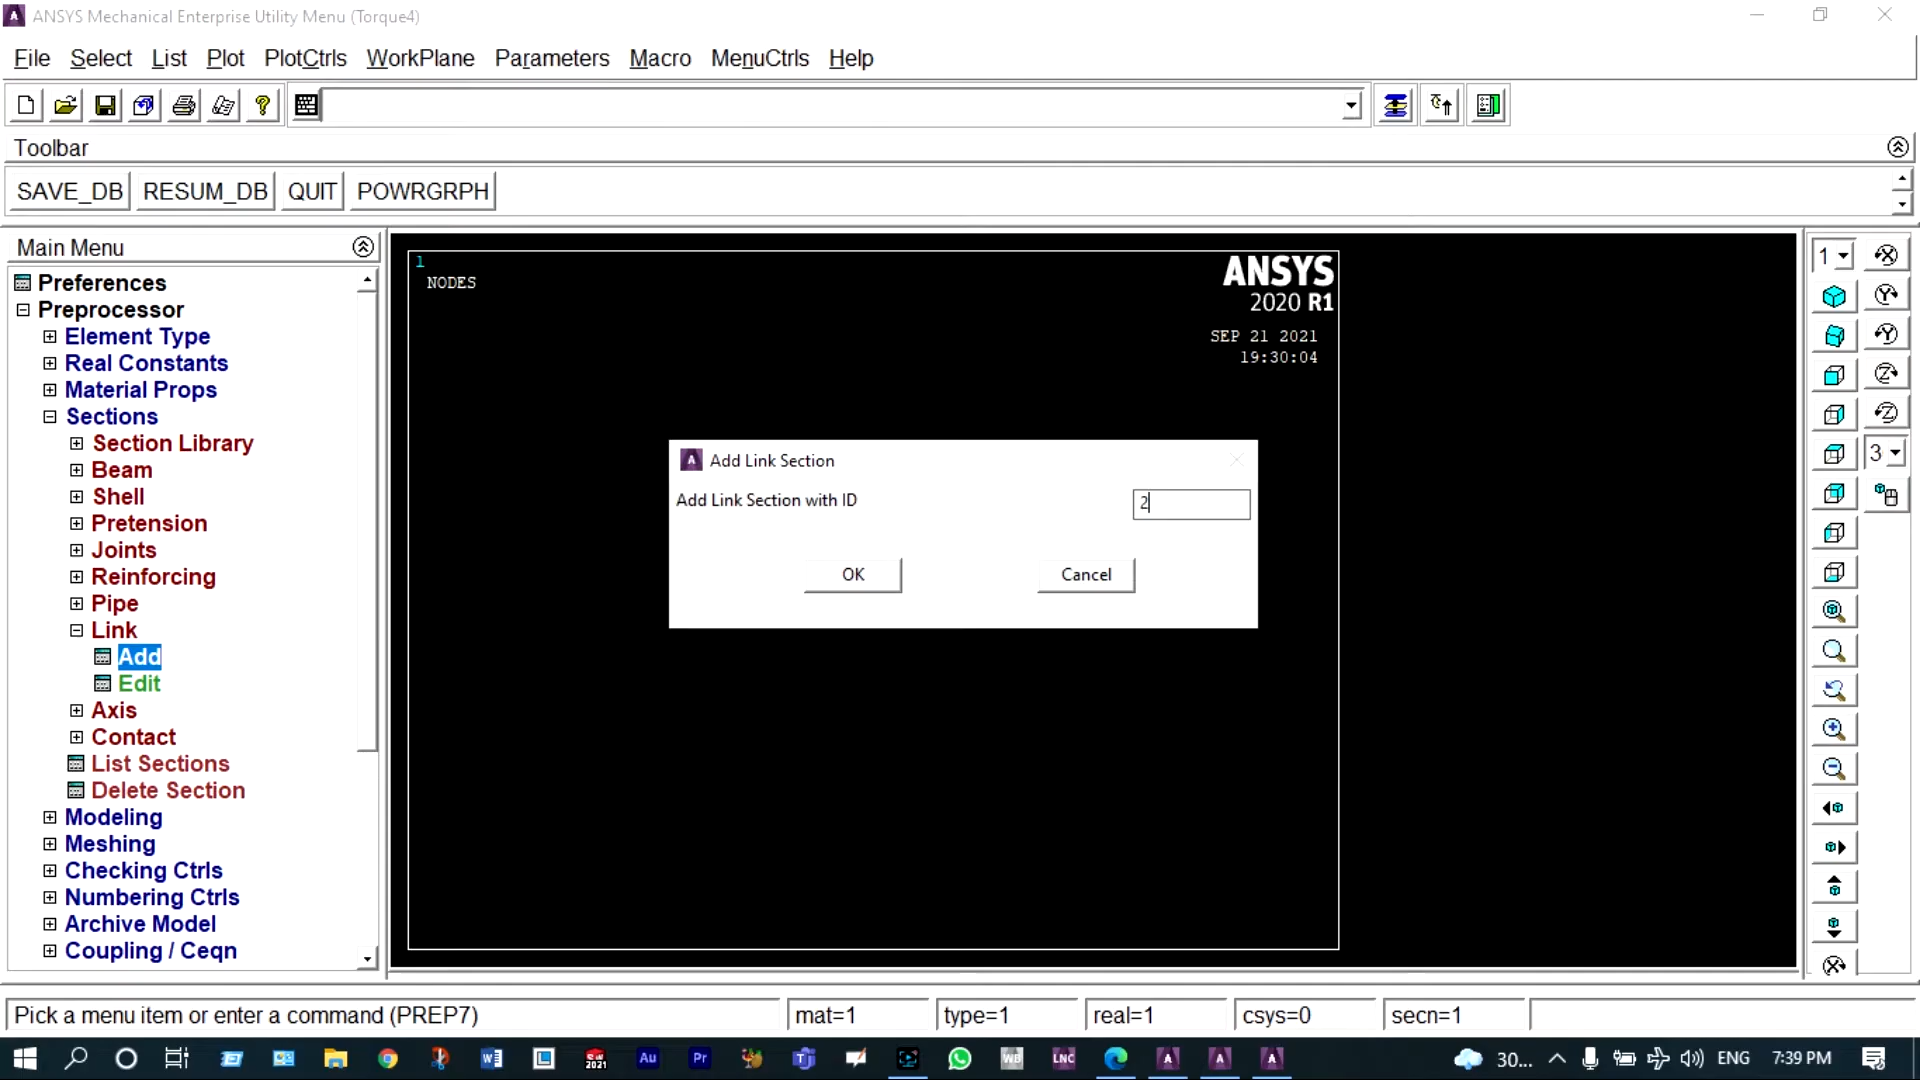 ANSYS Mechanical Enterprise Utility Menu (Torque4)
File Select List Plot PlotCtrls WorkPlane Parameters Macro MenuCtrls Help
Toolbar
SAVE_DB RESUM_DB QUIT POWRGRPH
Main Menu
Preferences
Preprocessor
Element Type
Real Constants
Material Props
Sections
Section Library
Beam
Shell
Pretension
Joints
Reinforcing
Pipe
Link
Add
Edit
Axis
Contact
List Sections
Delete Section
Modeling
Meshing
Checking Ctrls
Numbering Ctrls
Archive Model
Coupling / Ceqn
1
NODES
ANSYS
2020 R1
SEP 21 2021
19:30:04
Add Link Section
Add Link Section with ID 2
OK Cancel
1
3
Pick a menu item or enter a command (PREP7) mat=1 type=1 real=1 csys=0 secn=1
2021 Au Pr WB LNC 30... ENG 7:39 PM